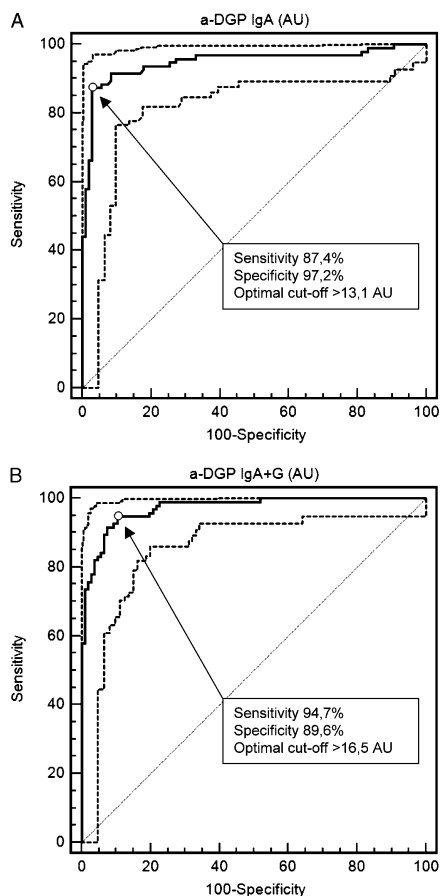 A
a-DGP IgA (AU)
100
80
60
40
20
0
Sensitivity
Sensitivity 87,4%
Specificity 97,2%
Optimal cut-off >13,1 AU
0 20 40 60 80 100
100-Specificity
B
a-DGP IgA+G (AU)
100
80
60
40
20
0
Sensitivity
Sensitivity 94,7%
Specificity 89,6%
Optimal cut-off >16,5 AU
0 20 40 60 80 100
100-Specificity